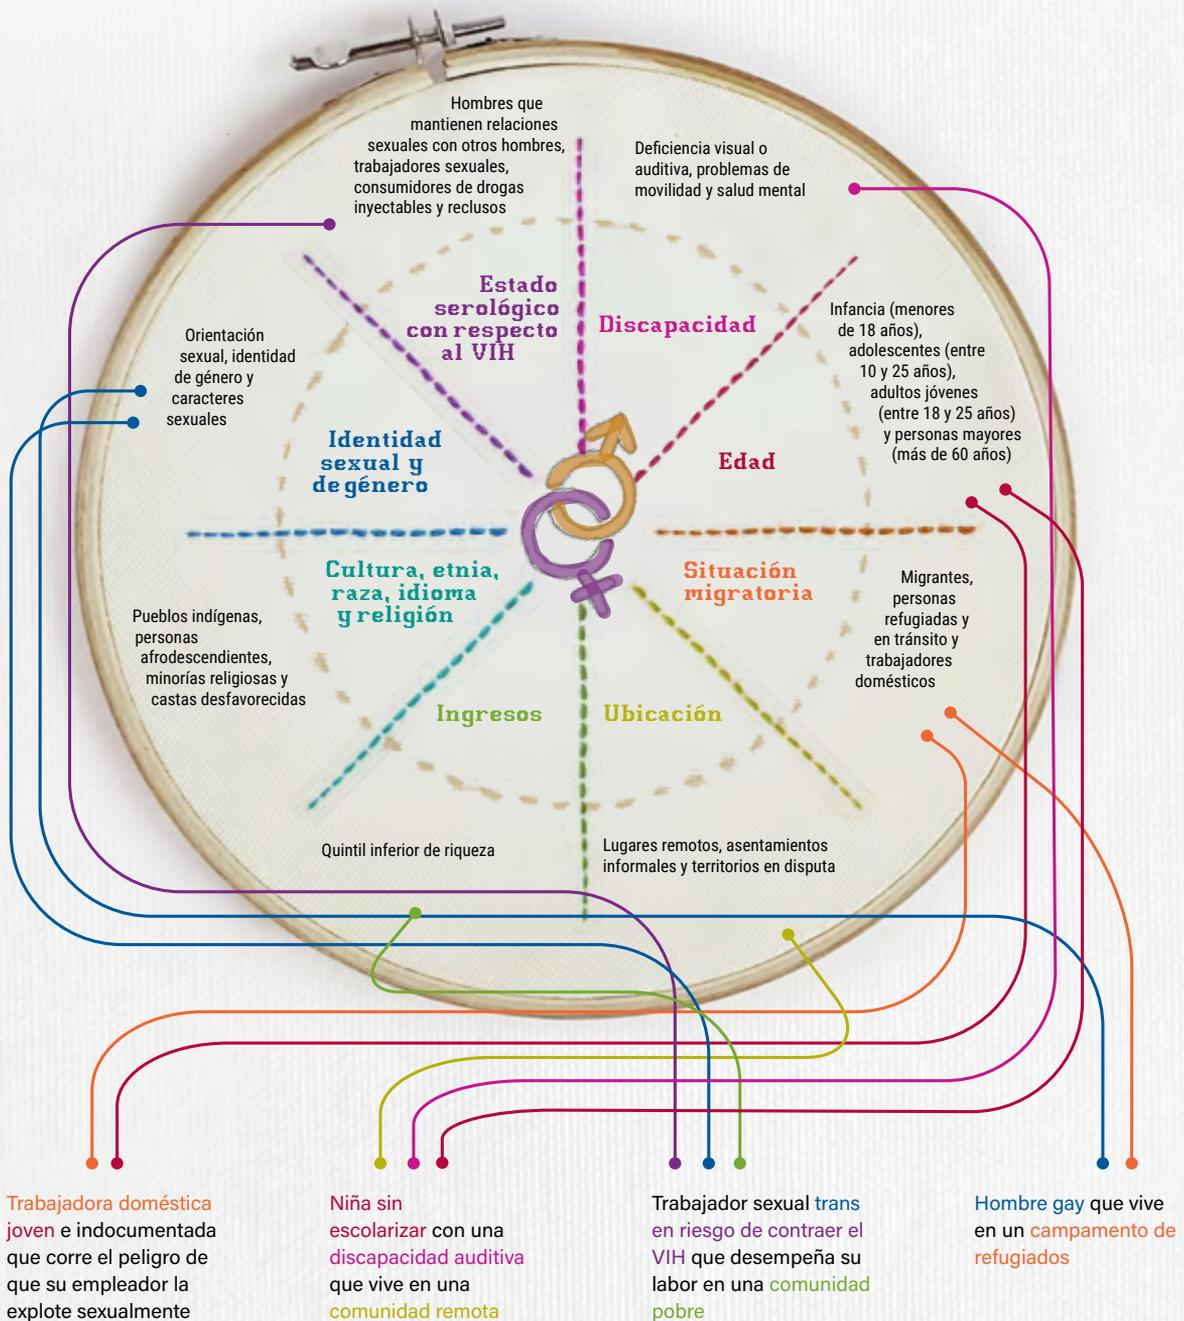 Hombres que
mantienen relaciones
sexuales con otros hombres,
trabajadores sexuales,
consumidores de drogas
inyectables y reclusos
Deficiencia visual o
auditiva, problemas de
movilidad y salud mental
Estado
serológico
con respecto
al VIH
Discapacidad
Infancia (menores
de 18 años),
adolescentes (entre
10 y 25 años),
adultos jóvenes
(entre 18 y 25 años)
y personas mayores
(más de 60 años)
Orientación
sexual, identidad
de género y
caracteres
sexuales
Identidad
sexual y
de género
Edad
Cultura, etnia,
raza, idioma
y religión
Situación
migratoria
Migrantes,
personas
refugiadas y
en tránsito y
trabajadores
domésticos
Pueblos indígenas,
personas
afrodescendientes,
minorías religiosas y
castas desfavorecidas
Ingresos
Ubicación
Quintil inferior de riqueza
Lugares remotos, asentamientos
informales y territorios en disputa
Trabajadora doméstica
joven e indocumentada
que corre el peligro de
que su empleador la
explote sexualmente
Niña sin
escolarizar con una
discapacidad auditiva
que vive en una
comunidad remota
Trabajador sexual trans
en riesgo de contraer el
VIH que desempeña su
labor en una comunidad
pobre
Hombre gay que vive
en un campamento de
refugiados